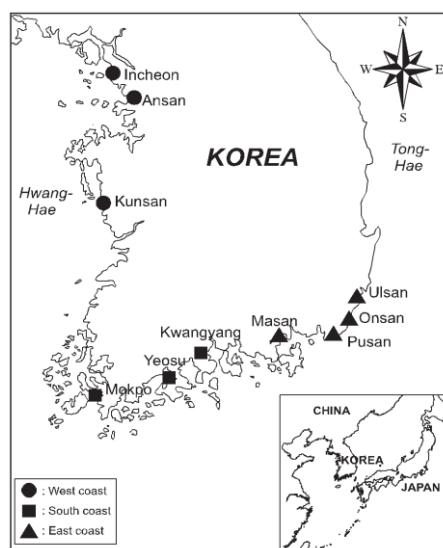 N
W
E
S
Incheon
Ansan
KOREA
Tong-
Hae
Hwang-
Hae
Kunsan
Ulsan
Onsan
Pusan
Masan
Kwangyang
Yeosu
Mokpo
: West coast
: South coast
: East coast
CHINA
KOREA
JAPAN